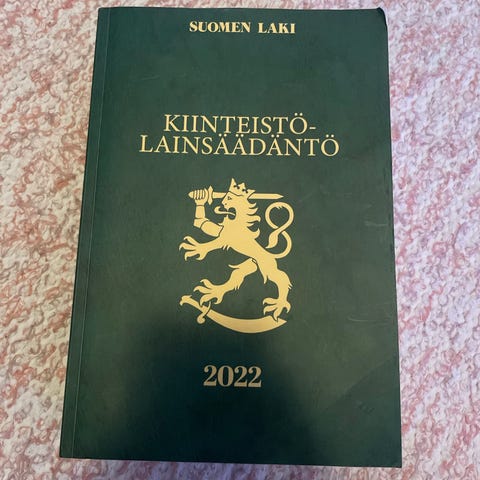 SUOMEN LAKI
KIINTEISTÖ-
LAINSÄÄDÄNTÖ
2022